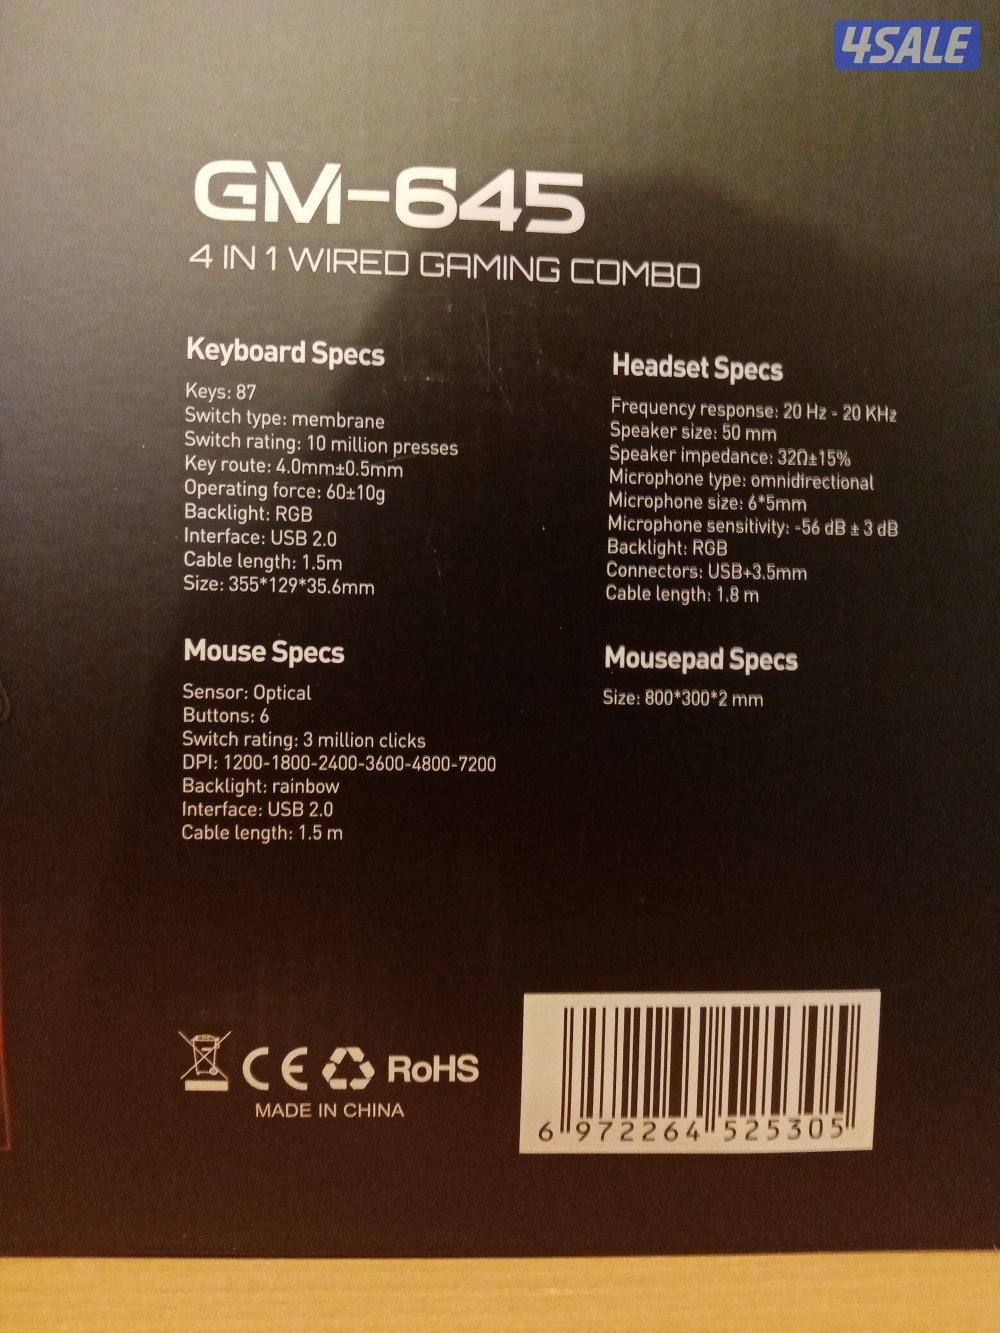 4SALE
GM-645
4 IN 1 WIRED GAMING COMBO
Keyboard Specs
Keys: 87
Switch type: membrane
Switch rating: 10 million presses
Key route: 4.0mm±0.5mm
Operating force: 60±10g
Backlight: RGB
Interface: USB 2.0
Cable length: 1.5m
Size: 355*129*35.6mm
Headset Specs
Frequency response: 20 Hz - 20 KHz
Speaker size: 50 mm
Speaker impedance: 32Ω±15%
Microphone type: omnidirectional
Microphone size: 6*5mm
Microphone sensitivity: -56 dB ± 3 dB
Backlight: RGB
Connectors: USB+3.5mm
Cable length: 1.8 m
Mouse Specs
Sensor: Optical
Buttons: 6
Switch rating: 3 million clicks
DPI: 1200-1800-2400-3600-4800-7200
Backlight: rainbow
Interface: USB 2.0
Cable length: 1.5 m
Mousepad Specs
Size: 800*300*2 mm
CE RoHS
MADE IN CHINA
6 972264 525305